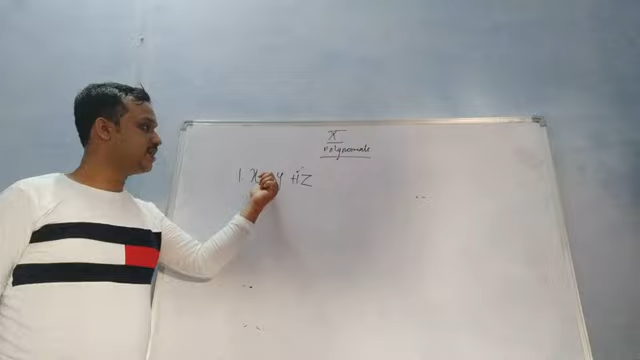 X
Polynomials
1. X y + i z